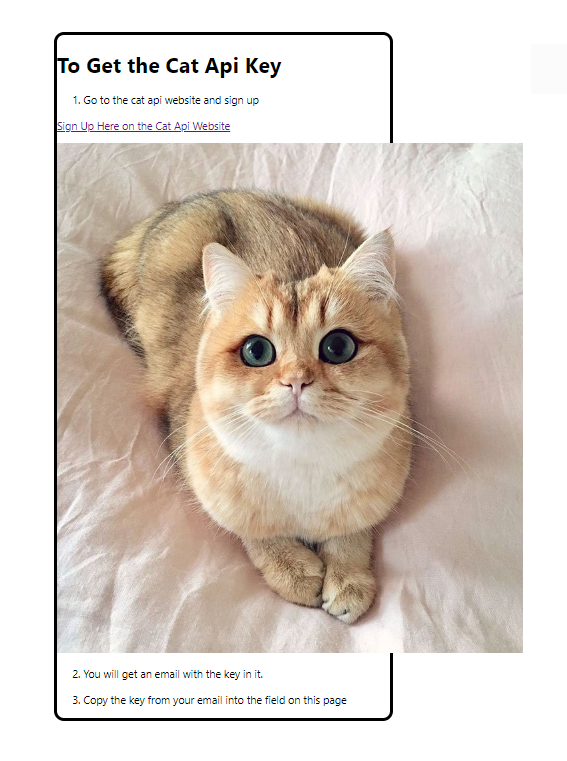 To Get the Cat Api Key
1. Go to the cat api website and sign up
Sign Up Here on the Cat Api Website
2. You will get an email with the key in it.
3. Copy the key from your email into the field on this page